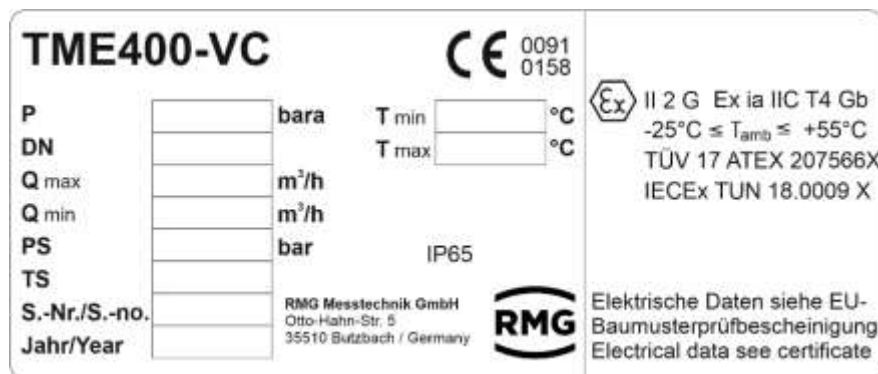 TME400-VC
CE 0091
0158
P bara
DN
Q max m³/h
Q min m³/h
PS bar
TS
S.-Nr./S.-no.
Jahr/Year
T min °C
T max °C
IP65
RMG Messtechnik GmbH
Otto-Hahn-Str. 5
35510 Butzbach / Germany
RMG
Ex II 2 G Ex ia IIC T4 Gb
-25°C ≤ Tamb ≤ +55°C
TÜV 17 ATEX 207566X
IECEx TUN 18.0009 X
Elektrische Daten siehe EU-
Baumusterprüfbescheinigung
Electrical data see certificate